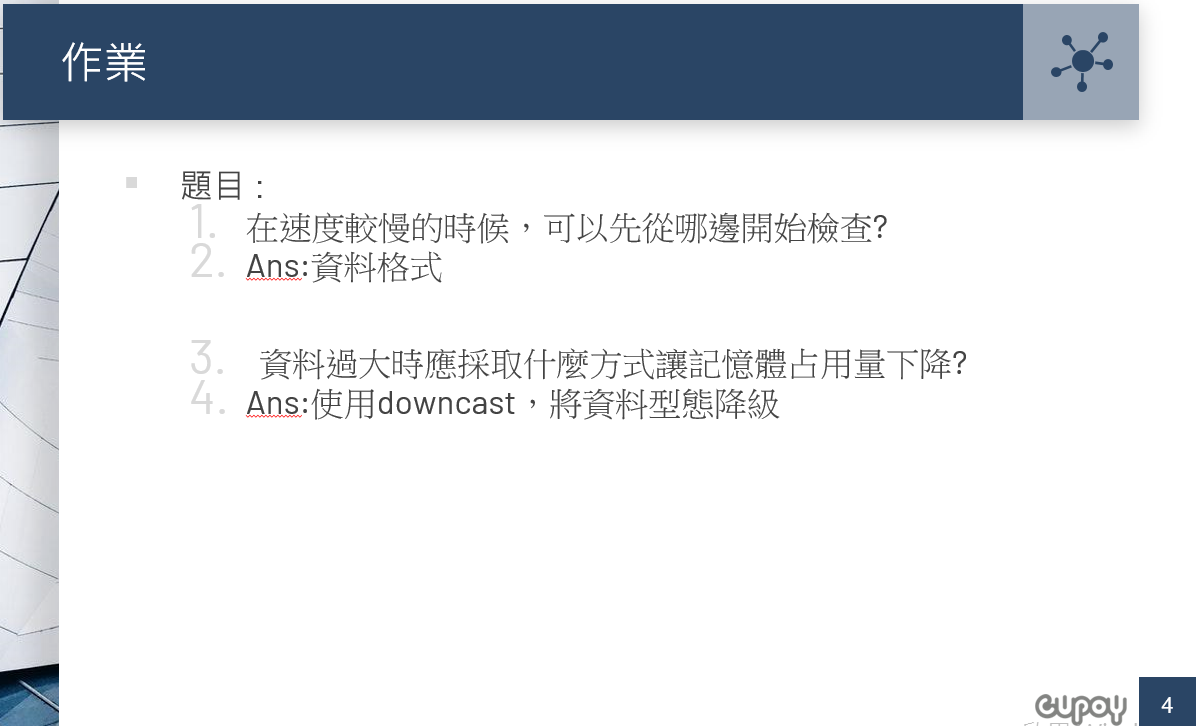 作業
題目：
1. 在速度較慢的時候，可以先從哪邊開始檢查?
2. Ans:資料格式
3. 資料過大時應採取什麼方式讓記憶體占用量下降?
4. Ans:使用downcast，將資料型態降級
cupoy
4